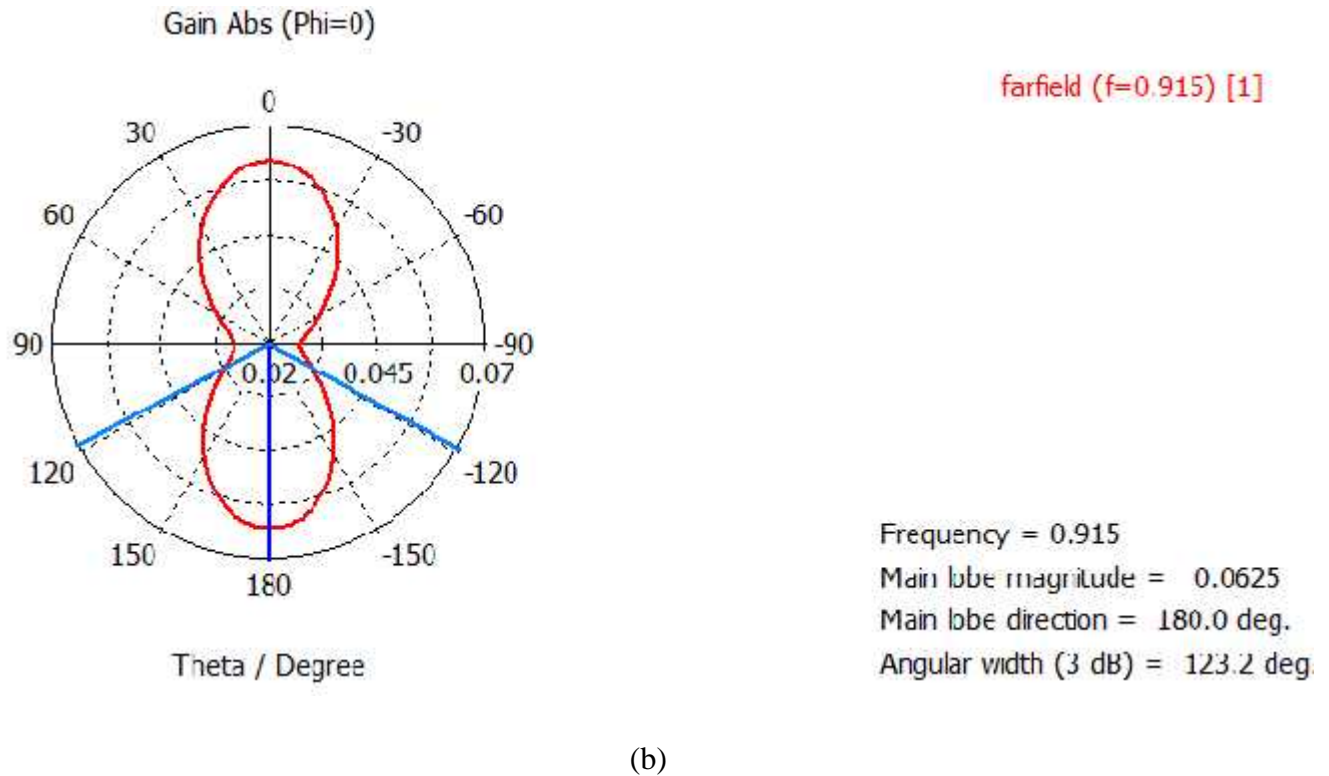 Gain Abs (Phi=0)
farfield (f=0.915) [1]
0
30
-30
60
-60
90
-90
0.02
0.045
0.07
120
-120
150
-150
180
Theta / Degree
Frequency = 0.915
Main lobe magnitude = 0.0625
Main lobe direction = 180.0 deg.
Angular width (3 dB) = 123.2 deg.
(b)